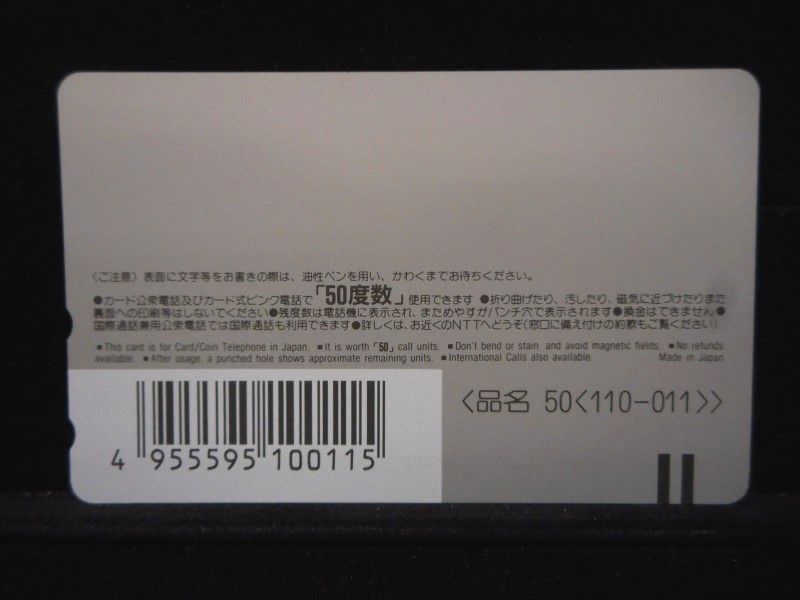 〈ご注意〉表面に文字等をお書きの際は、油性ペンを用い、かわくまでお待ちください。
●カード公衆電話及びカード式ピンク電話で「50度数」使用できます ●折り曲げたり、汚したり、磁気に近づけたりまた
裏面への印刷等はしないでください●残度数は電話機に表示され、まためやすがパンチ穴で表示されます●換金はできません●
国際通話兼用公衆電話では国際通話も利用できます●詳しくは、お近くのNTTへどうぞ(窓口に備え付けの約款もご覧ください)
■This card is for Card/Coin Telephone in Japan. ■It is worth「50」call units. ■Don't bend or stain and avoid magnetic fields. ■No refunds
available. ■After usage, a punched hole shows approximate remaining units. ■International Calls also available. Made in Japan
〈品名 50〈110-011〉〉
4 955595 100115